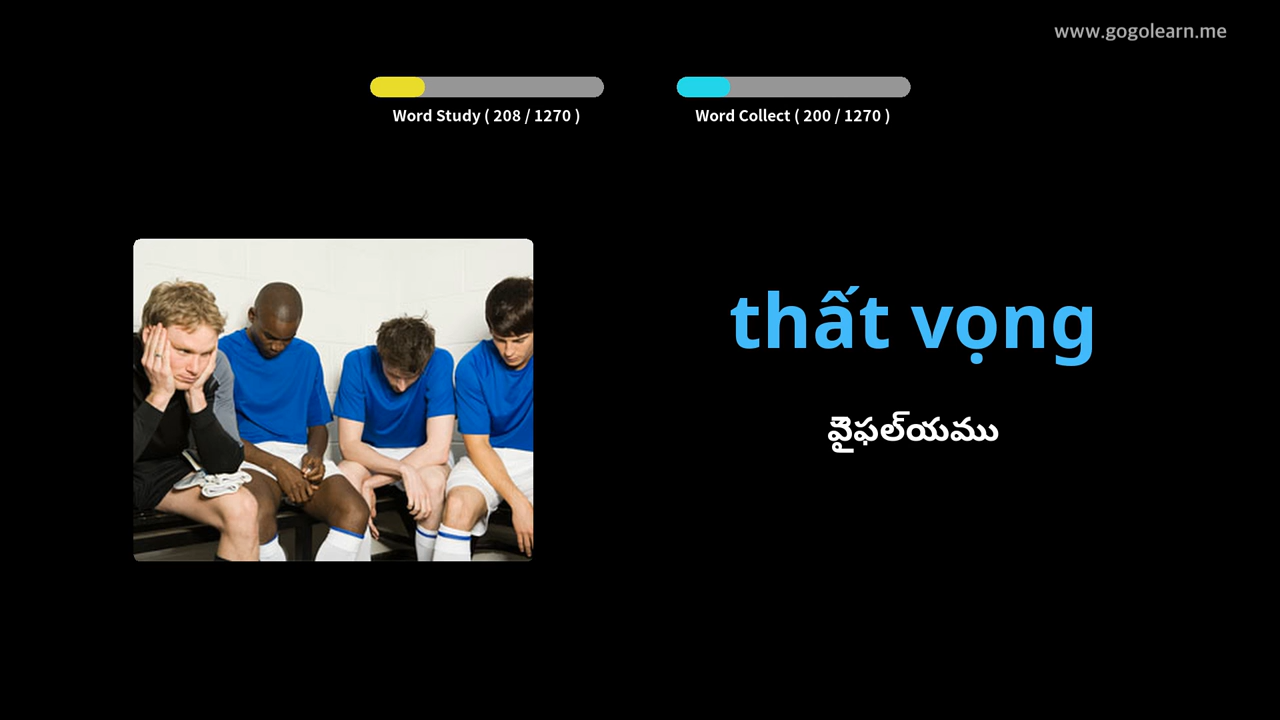 www.gogolearn.me
Word Study ( 208 / 1270 )
Word Collect ( 200 / 1270 )
thất vọng
వైఫల్‌యము